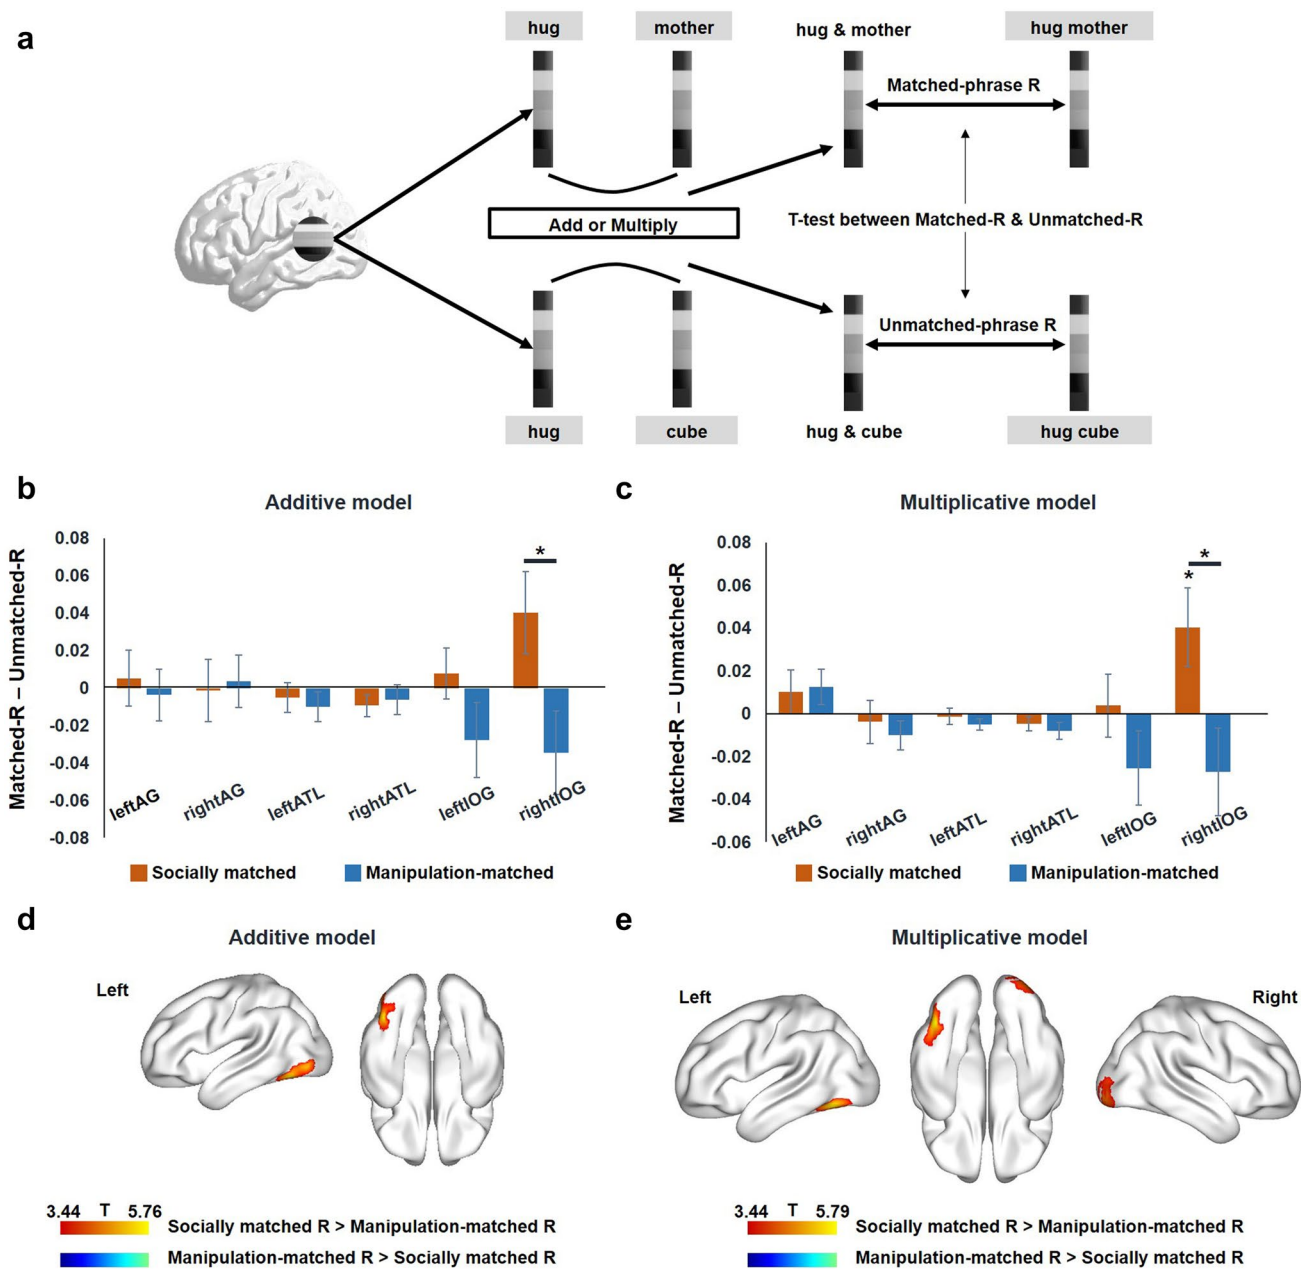 a
hug
mother
hug & mother
hug mother
Matched-phrase R
Add or Multiply
T-test between Matched-R & Unmatched-R
Unmatched-phrase R
hug
cube
hug & cube
hug cube
b
Additive model
Matched-R – Unmatched-R
0.08
0.06
0.04
0.02
0
-0.02
-0.04
-0.06
-0.08
*
leftAG
rightAG
leftATL
rightATL
leftIOG
rightIOG
Socially matched
Manipulation-matched
c
Multiplicative model
Matched-R – Unmatched-R
0.08
0.06
0.04
0.02
0
-0.02
-0.04
-0.06
*
*
leftAG
rightAG
leftATL
rightATL
leftIOG
rightIOG
Socially matched
Manipulation-matched
d
Additive model
Left
3.44 T 5.76
Socially matched R > Manipulation-matched R
Manipulation-matched R > Socially matched R
e
Multiplicative model
Left
Right
3.44 T 5.79
Socially matched R > Manipulation-matched R
Manipulation-matched R > Socially matched R